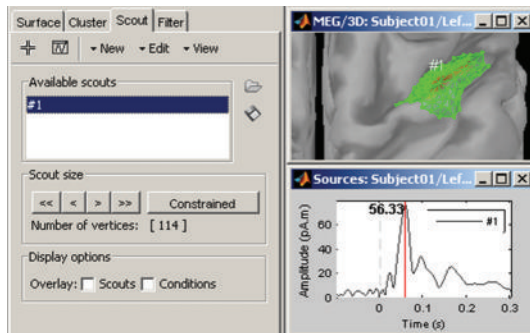 Surface Cluster Scout Filter
New Edit View
Available scouts
#1
Scout size
<< < > >> Constrained
Number of vertices: [ 114 ]
Display options
Overlay: Scouts Conditions
MEG/3D: Subject01/Lef...
#1
Sources: Subject01/Lef...
56.33
#1
Amplitude (pA.m)
60
40
20
0
0 0.1 0.2 0.3
Time (s)